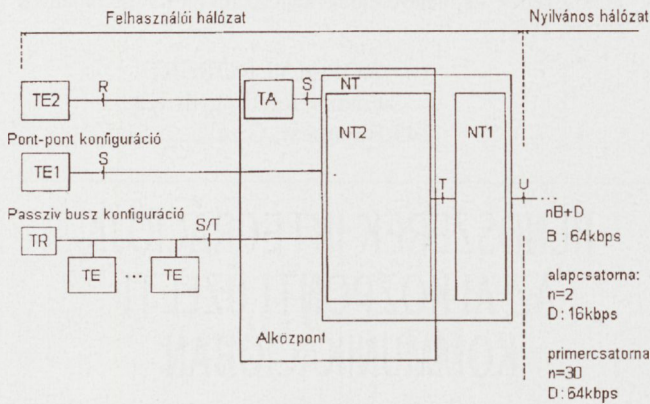 Felhasználói hálózat
Nyilvános hálózat
TE2
R
TA
S
NT
NT2
NT1
Pont-pont konfiguráció
TE1
S
T
U
nB+D
B : 64kbps
Passzív busz konfiguráció
S/T
TR
TE ... TE
alapcsatorna:
n=2
D: 16kbps
Alközpont
primercsatorna
n=30
D: 64kbps